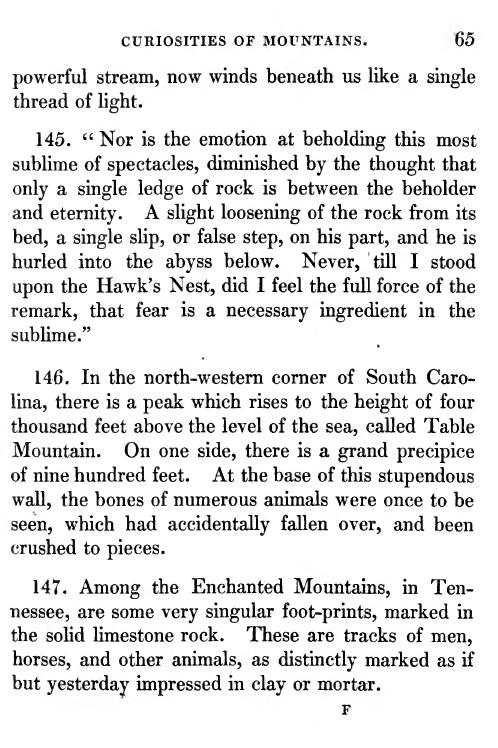 CURIOSITIES OF MOUNTAINS. 65
powerful stream, now winds beneath us like a single
thread of light.
145. “ Nor is the emotion at beholding this most
sublime of spectacles, diminished by the thought that
only a single ledge of rock is between the beholder
and eternity. A slight loosening of the rock from its
bed, a single slip, or false step, on his part, and he is
hurled into the abyss below. Never, 'till I stood
upon the Hawk's Nest, did I feel the full force of the
remark, that fear is a necessary ingredient in the
sublime.”
146. In the north-western corner of South Caro-
lina, there is a peak which rises to the height of four
thousand feet above the level of the sea, called Table
Mountain. On one side, there is a grand precipice
of nine hundred feet. At the base of this stupendous
wall, the bones of numerous animals were once to be
seen, which had accidentally fallen over, and been
crushed to pieces.
147. Among the Enchanted Mountains, in Ten-
nessee, are some very singular foot-prints, marked in
the solid limestone rock. These are tracks of men,
horses, and other animals, as distinctly marked as if
but yesterday impressed in clay or mortar.
F